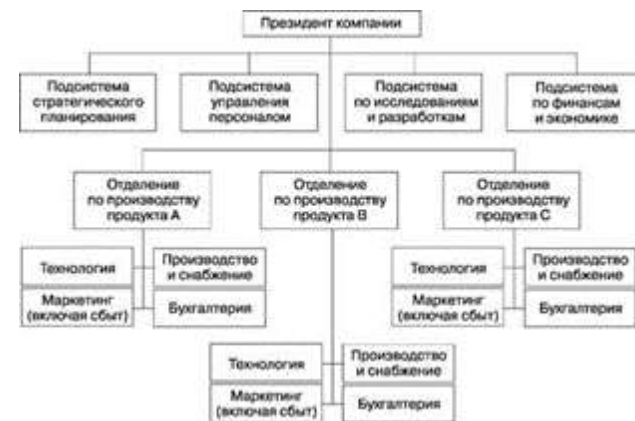 Президент компании
Подсистема
стратегического
планирования
Подсистема
управления
персоналом
Подсистема
по исследованиям
и разработкам
Подсистема
по финансам
и экономике
Отделение
по производству
продукта А
Отделение
по производству
продукта В
Отделение
по производству
продукта С
Технология
Производство
и снабжение
Маркетинг
(включая сбыт)
Бухгалтерия
Технология
Производство
и снабжение
Маркетинг
(включая сбыт)
Бухгалтерия
Технология
Производство
и снабжение
Маркетинг
(включая сбыт)
Бухгалтерия